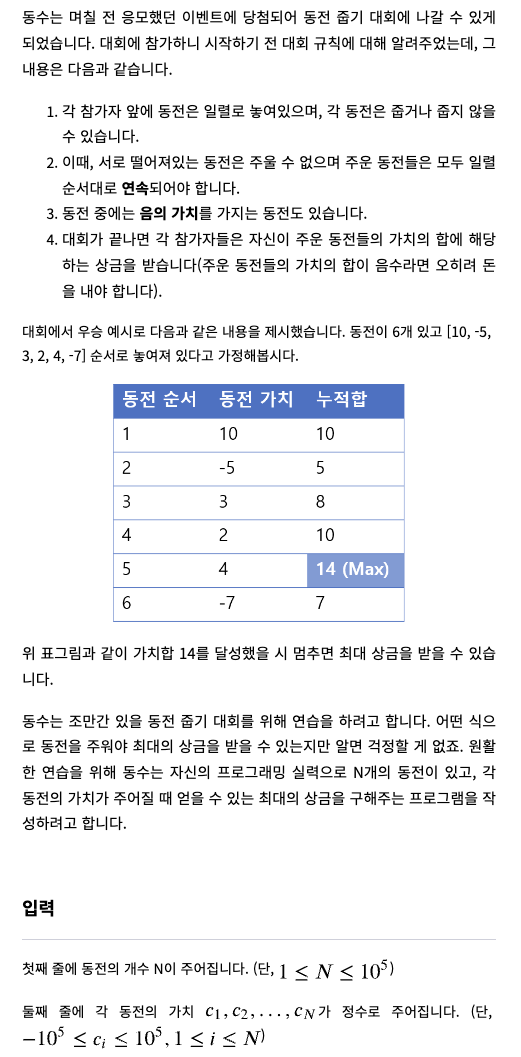 동수는 며칠 전 응모했던 이벤트에 당첨되어 동전 줍기 대회에 나갈 수 있게
되었습니다. 대회에 참가하니 시작하기 전 대회 규칙에 대해 알려주었는데, 그
내용은 다음과 같습니다.
1. 각 참가자 앞에 동전은 일렬로 놓여있으며, 각 동전은 줍거나 줍지 않을
수 있습니다.
2. 이때, 서로 떨어져있는 동전은 주울 수 없으며 주운 동전들은 모두 일렬
순서대로 연속되어야 합니다.
3. 동전 중에는 음의 가치를 가지는 동전도 있습니다.
4. 대회가 끝나면 각 참가자들은 자신이 주운 동전들의 가치의 합에 해당
하는 상금을 받습니다(주운 동전들의 가치의 합이 음수라면 오히려 돈
을 내야 합니다).
대회에서 우승 예시로 다음과 같은 내용을 제시했습니다. 동전이 6개 있고 [10, -5,
3, 2, 4, -7] 순서로 놓여져 있다고 가정해봅시다.
동전 순서 동전 가치 누적합
1 10 10
2 -5 5
3 3 8
4 2 10
5 4 14 (Max)
6 -7 7
위 표그림과 같이 가치합 14를 달성했을 시 멈추면 최대 상금을 받을 수 있습
니다.
동수는 조만간 있을 동전 줍기 대회를 위해 연습을 하려고 합니다. 어떤 식으
로 동전을 주워야 최대의 상금을 받을 수 있는지만 알면 걱정할 게 없죠. 원활
한 연습을 위해 동수는 자신의 프로그래밍 실력으로 N개의 동전이 있고, 각
동전의 가치가 주어질 때 얻을 수 있는 최대의 상금을 구해주는 프로그램을 작
성하려고 합니다.
입력
첫째 줄에 동전의 개수 N이 주어집니다. (단, 1 ≤ N ≤ 10⁵)
둘째 줄에 각 동전의 가치 c₁, c₂, . . . , c_N가 정수로 주어집니다. (단,
−10⁵ ≤ cᵢ ≤ 10⁵, 1 ≤ i ≤ N)